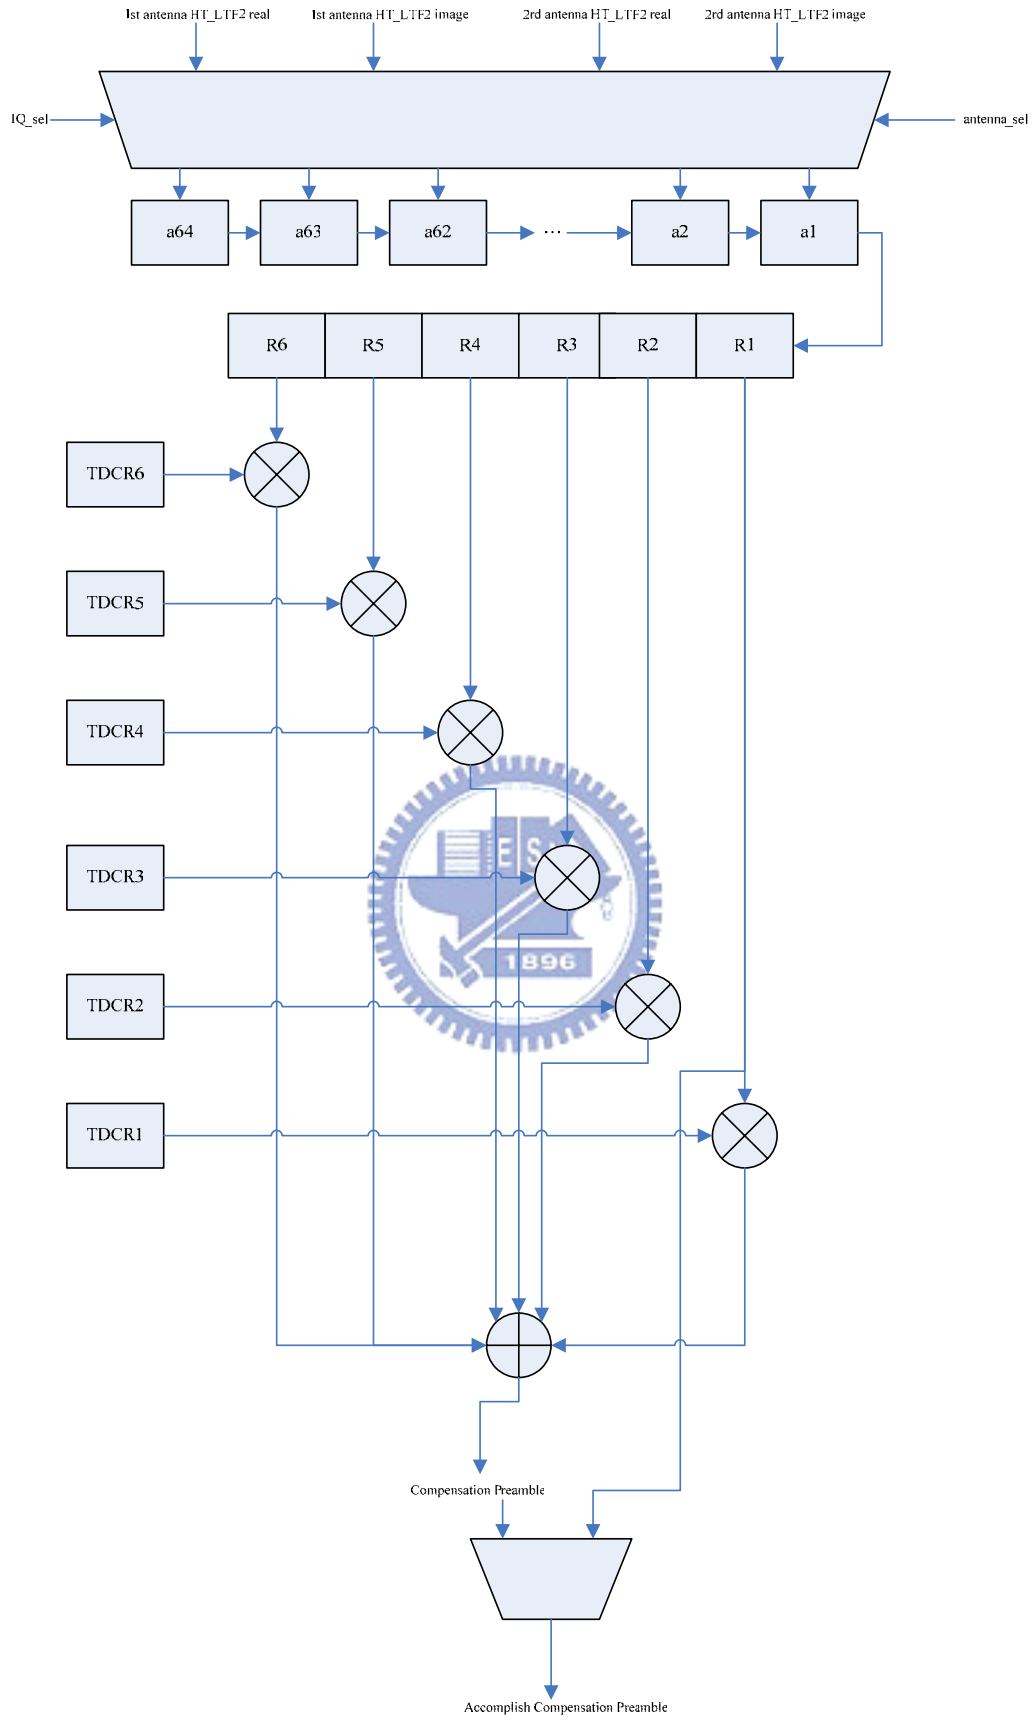 1st antenna HT_LTF2 real
1st antenna HT_LTF2 image
2rd antenna HT_LTF2 real
2rd antenna HT_LTF2 image
IQ_sel
antenna_sel
a64
a63
a62
...
a2
a1
R6
R5
R4
R3
R2
R1
TDCR6
TDCR5
TDCR4
ES
TDCR3
1896
TDCR2
TDCR1
Compensation Preamble
Accomplish Compensation Preamble